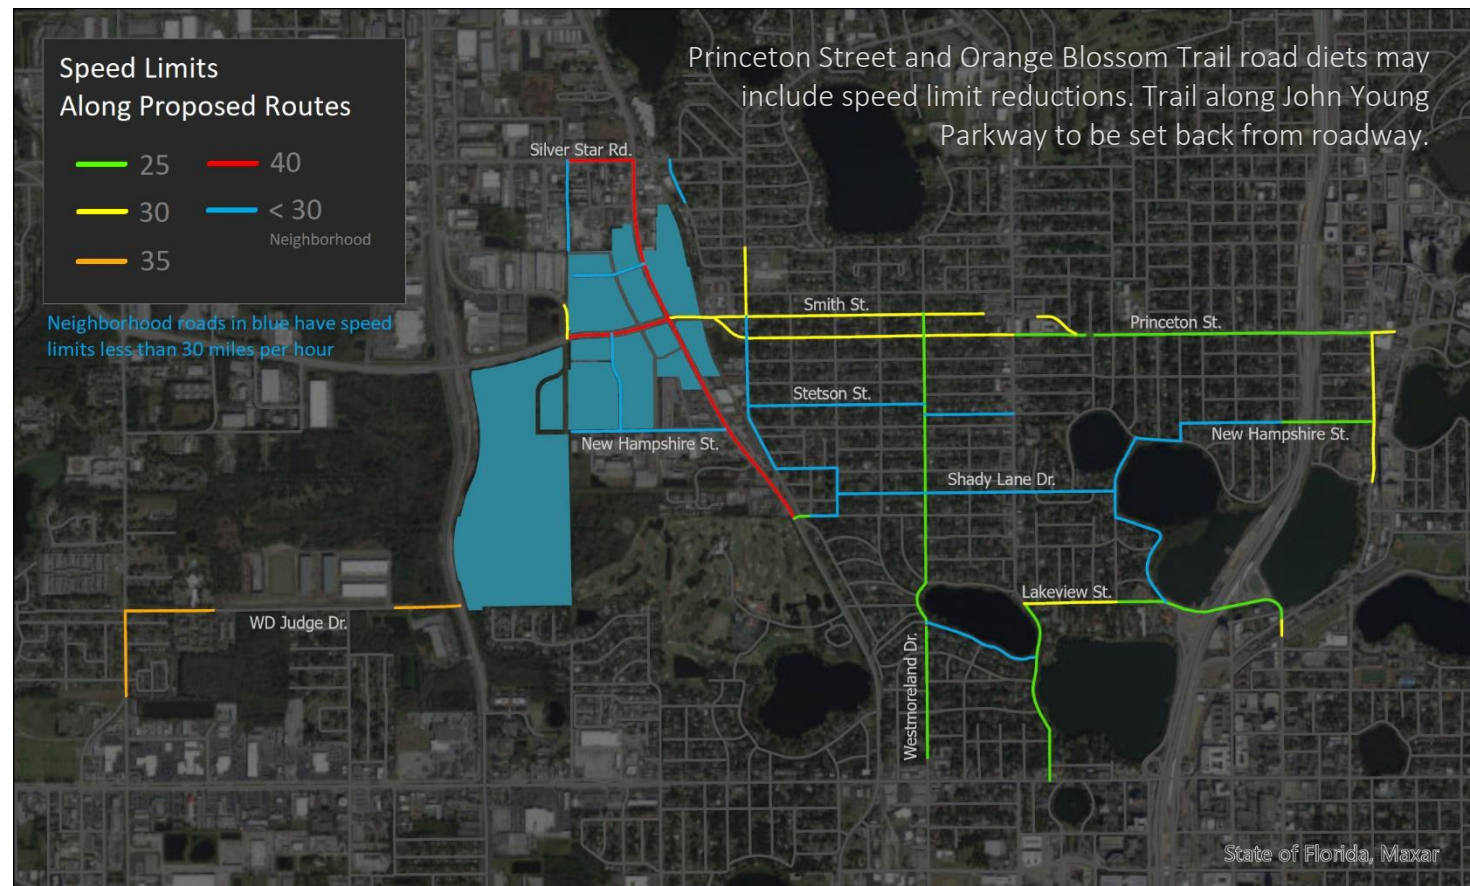 Speed Limits
Along Proposed Routes
25
40
30
< 30
Neighborhood
35
Neighborhood roads in blue have speed
limits less than 30 miles per hour
Princeton Street and Orange Blossom Trail road diets may
include speed limit reductions. Trail along John Young
Parkway to be set back from roadway.
Silver Star Rd.
Smith St.
Princeton St.
Stetson St.
New Hampshire St.
New Hampshire St.
Shady Lane Dr.
Lakeview St.
WD Judge Dr.
Westmoreland Dr.
State of Florida, Maxar